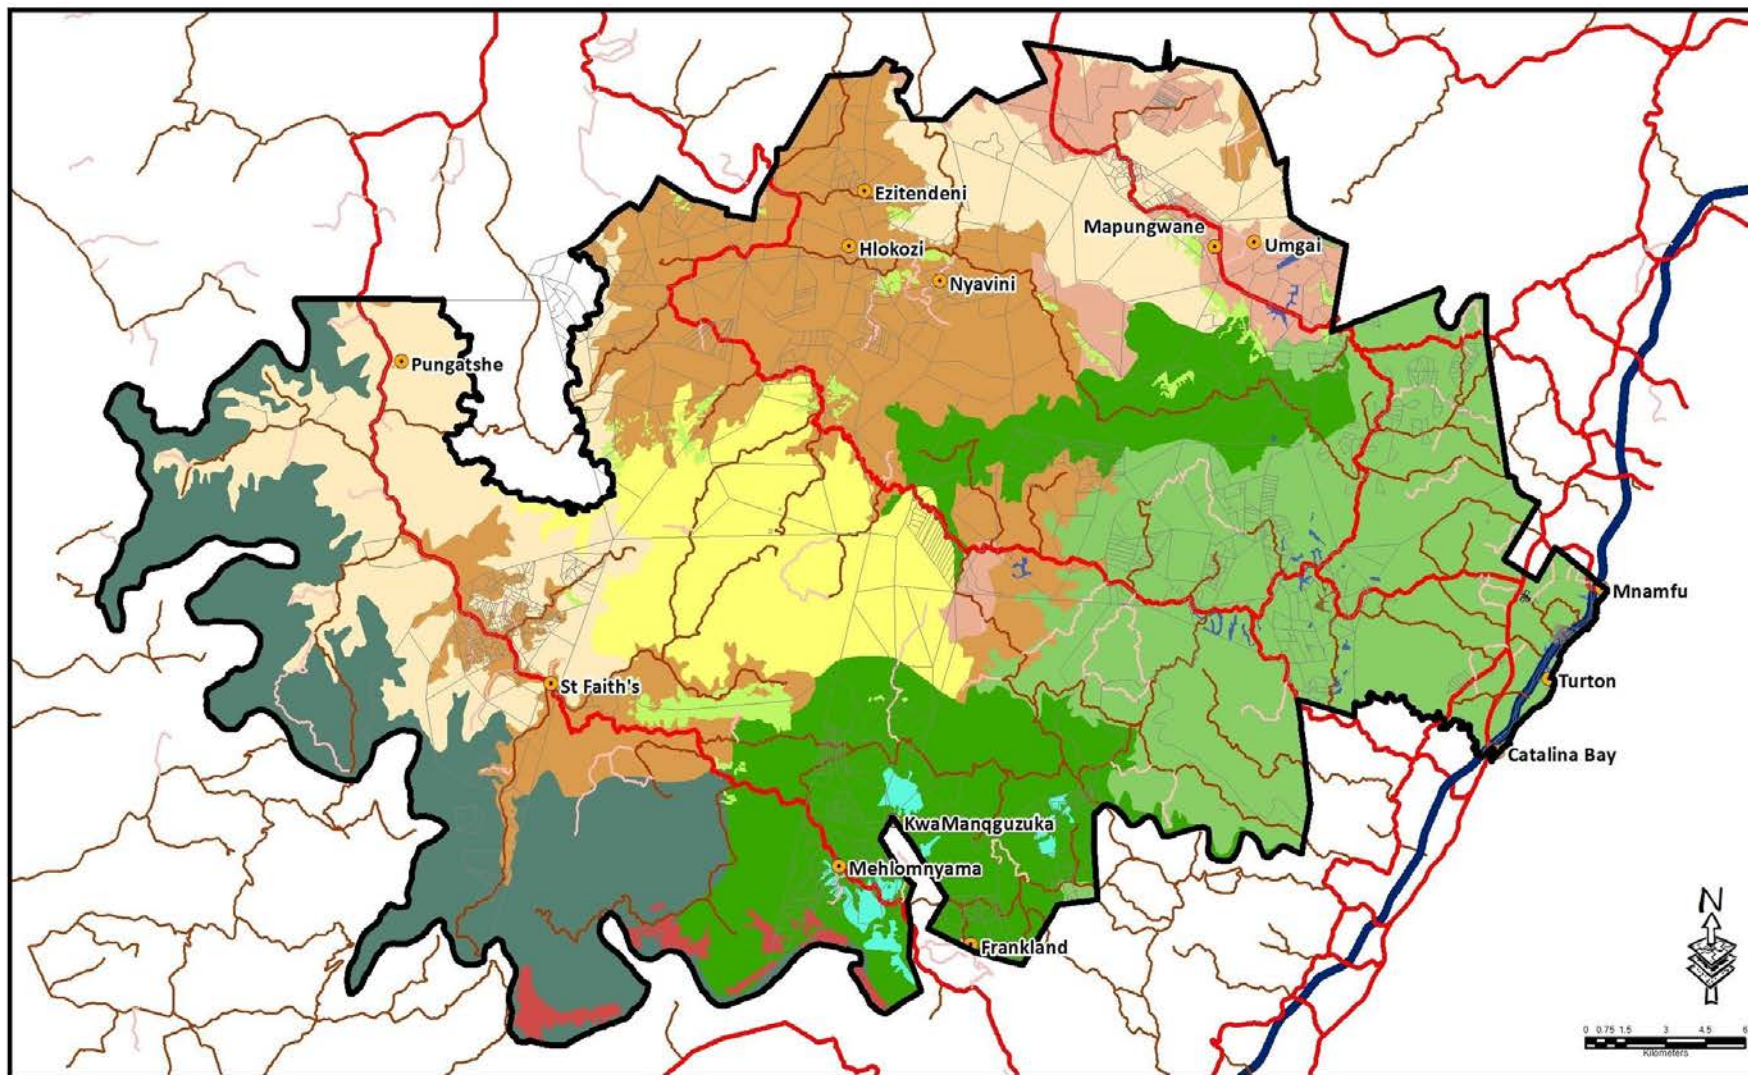 Ezitendeni
Mapungwane
Umgai
Hlokozi
Nyavini
Pungatshe
Mnamfu
St Faith's
Turton
Catalina Bay
KwaManqguzuka
Mehlomnyama
Frankland
N
0 0.75 1.5 3 4.5 6
Kilometers